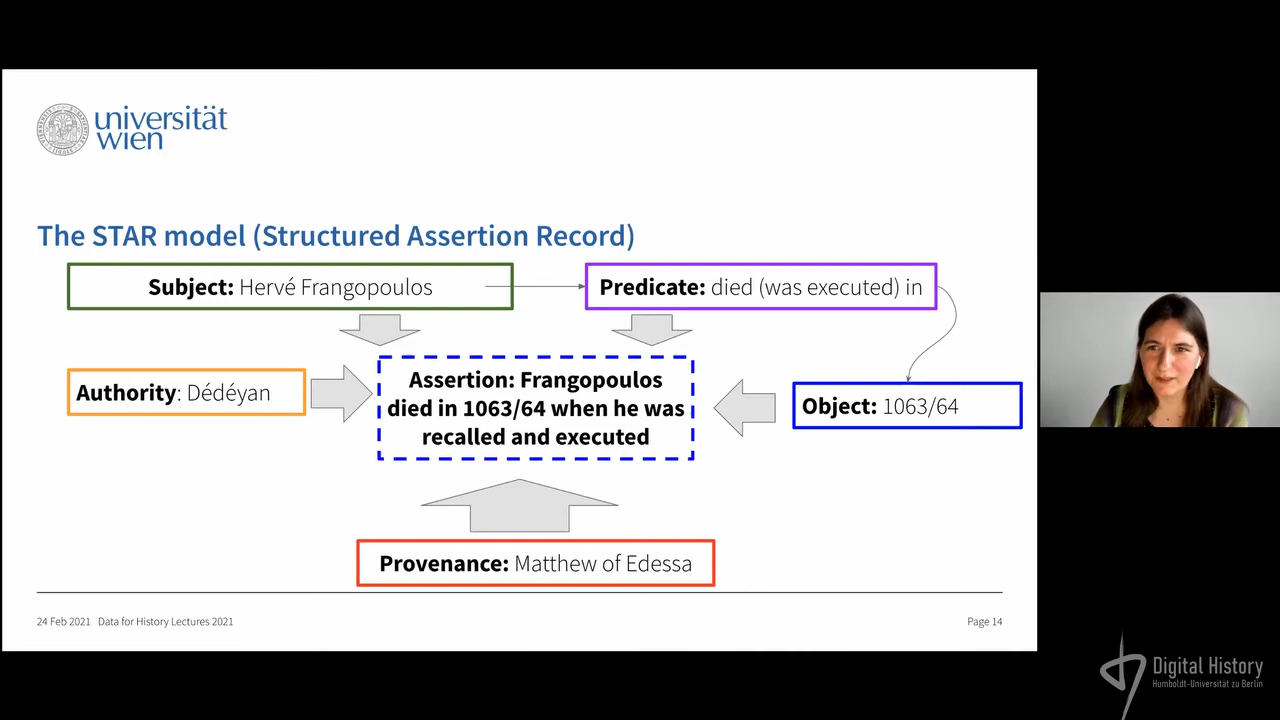 universität
wien
The STAR model (Structured Assertion Record)
Subject: Hervé Frangopoulos
Predicate: died (was executed) in
Authority: Dédéyan
Assertion: Frangopoulos
died in 1063/64 when he was
recalled and executed
Object: 1063/64
Provenance: Matthew of Edessa
24 Feb 2021 Data for History Lectures 2021
Page 14
Digital History
Humboldt-Universität zu Berlin